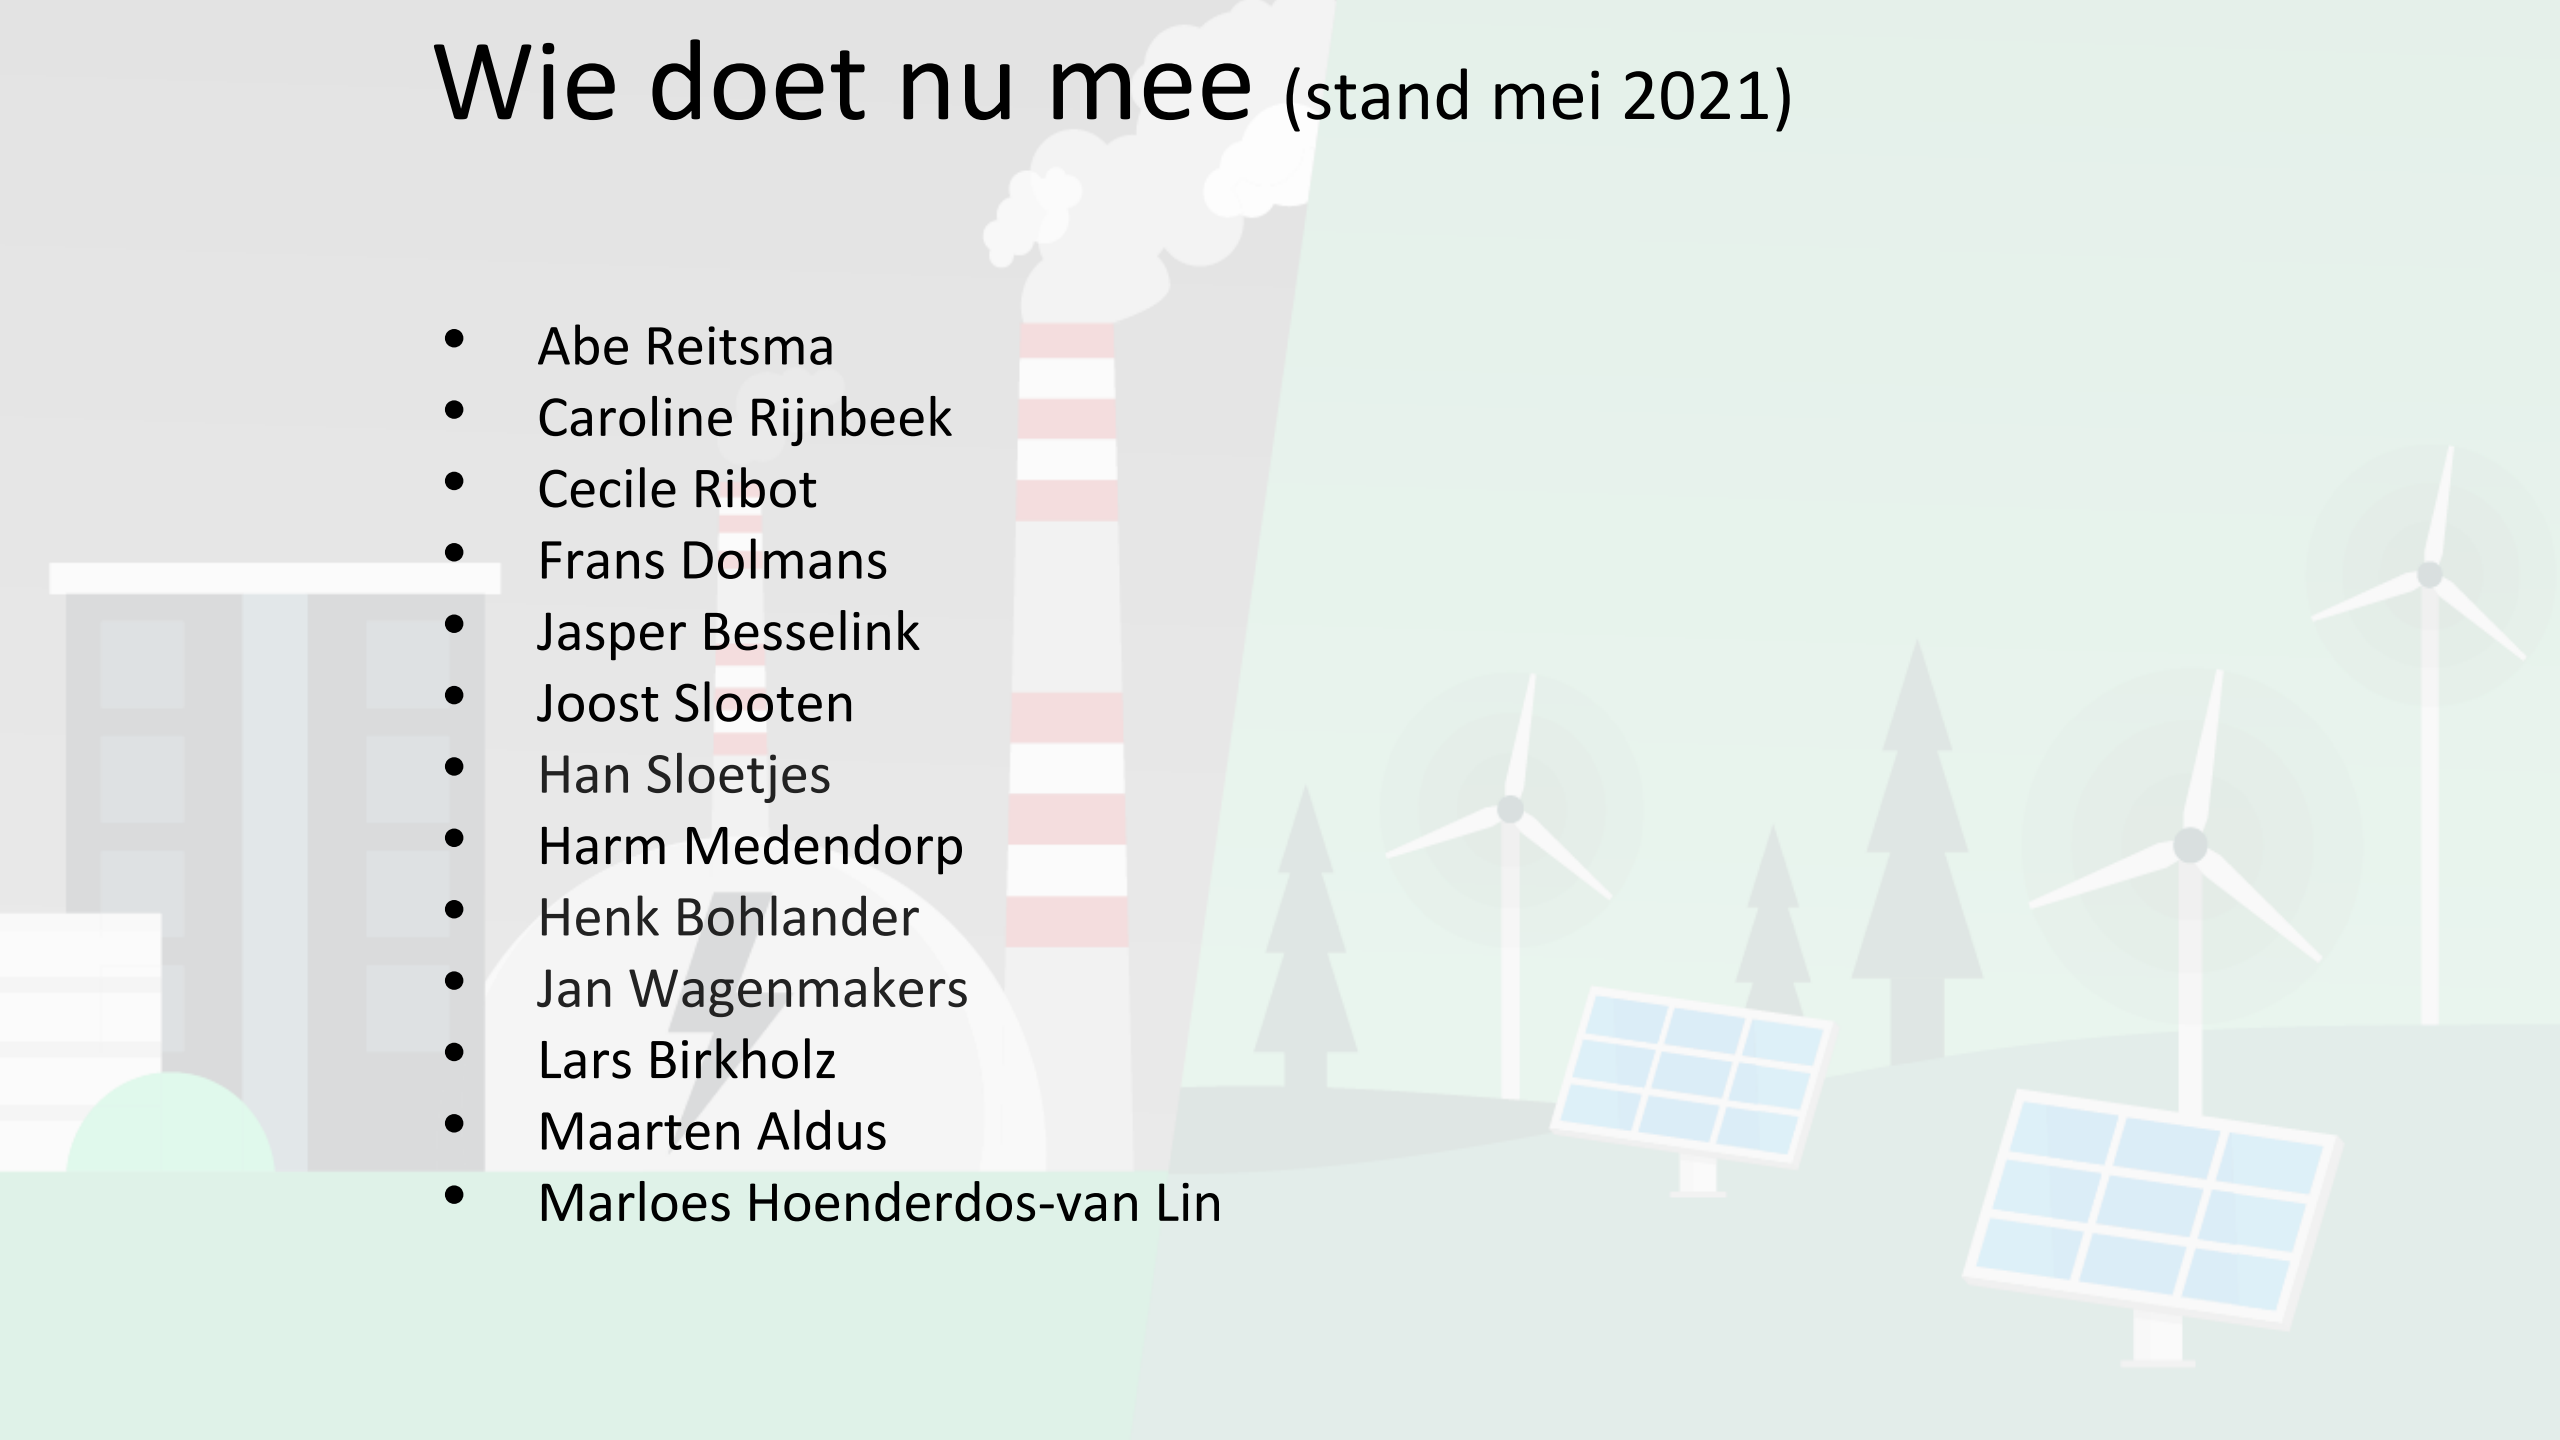 Wie doet nu mee (stand mei 2021)
• Abe Reitsma
• Caroline Rijnbeek
• Cecile Ribot
• Frans Dolmans
• Jasper Besselink
• Joost Slooten
• Han Sloetjes
• Harm Medendorp
• Henk Bohlander
• Jan Wagenmakers
• Lars Birkholz
• Maarten Aldus
• Marloes Hoenderdos-van Lin